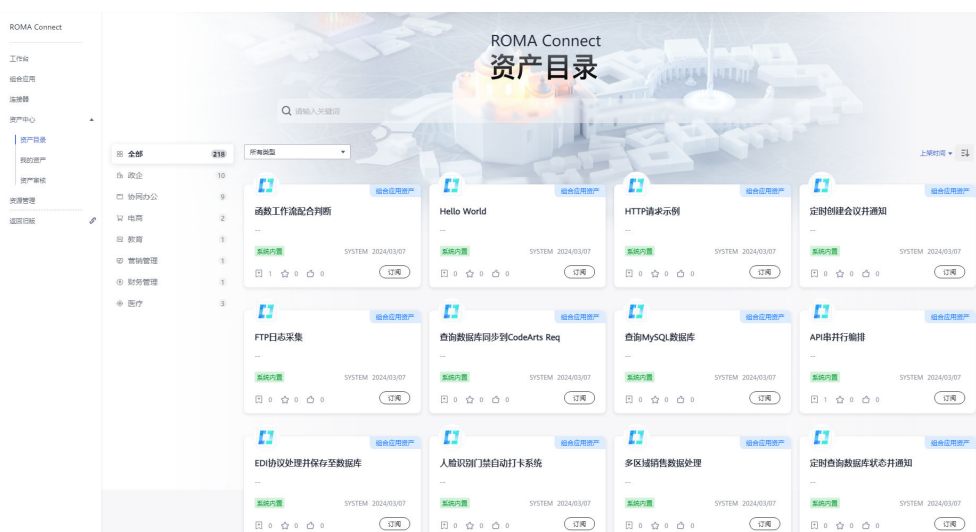 ROMA Connect
工作台
组合应用
连接器
资产中心
资产目录
我的资产
资产审核
资源管理
返回旧版
ROMA Connect
资产目录
请输入关键词
全部 218
政企 10
协同办公 9
电商 2
教育 1
营销管理 1
财务管理 1
医疗 3
所有类型
上架时间
组合应用资产
函数工作流配合判断
--
系统内置 SYSTEM 2024/03/07
1 0 0 订阅
组合应用资产
Hello World
--
系统内置 SYSTEM 2024/03/07
0 0 0 订阅
组合应用资产
HTTP请求示例
--
系统内置 SYSTEM 2024/03/07
0 0 0 订阅
组合应用资产
定时创建会议并通知
--
系统内置 SYSTEM 2024/03/07
0 0 0 订阅
组合应用资产
FTP日志采集
--
系统内置 SYSTEM 2024/03/07
0 0 0 订阅
组合应用资产
查询数据库同步到CodeArts Req
--
系统内置 SYSTEM 2024/03/07
0 0 0 订阅
组合应用资产
查询MySQL数据库
--
系统内置 SYSTEM 2024/03/07
0 0 0 订阅
组合应用资产
API串并行编排
--
系统内置 SYSTEM 2024/03/07
1 0 0 订阅
组合应用资产
EDI协议处理并保存至数据库
--
系统内置 SYSTEM 2024/03/07
0 0 0 订阅
组合应用资产
人脸识别门禁自动打卡系统
--
系统内置 SYSTEM 2024/03/07
0 0 0 订阅
组合应用资产
多区域销售数据处理
--
系统内置 SYSTEM 2024/03/07
0 0 0 订阅
组合应用资产
定时查询数据库状态并通知
--
系统内置 SYSTEM 2024/03/07
0 0 0 订阅